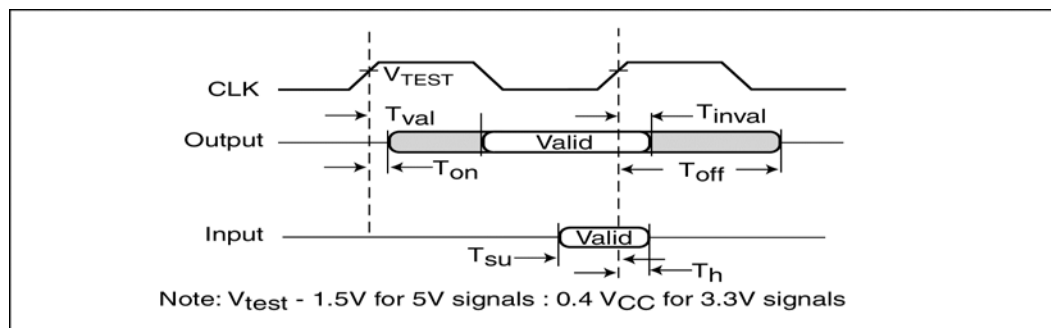 CLK
VTEST
Tval
Tinval
Output
Valid
Ton
Toff
Input
Valid
Tsu
Th
Note: Vtest - 1.5V for 5V signals : 0.4 VCC for 3.3V signals